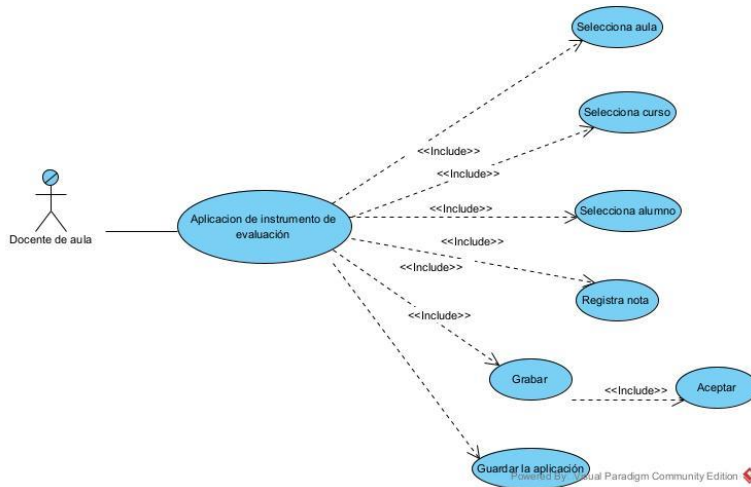 Selecciona aula
Selecciona curso
<<Include>>
<<Include>>
Docente de aula
Aplicacion de instrumento de
evaluación
Selecciona alumno
<<Include>>
<<Include>>
<<Include>>
Registra nota
<<Include>>
Grabar
<<Include>>
Aceptar
Guardar la aplicación
Powered By: Visual Paradigm Community Edition